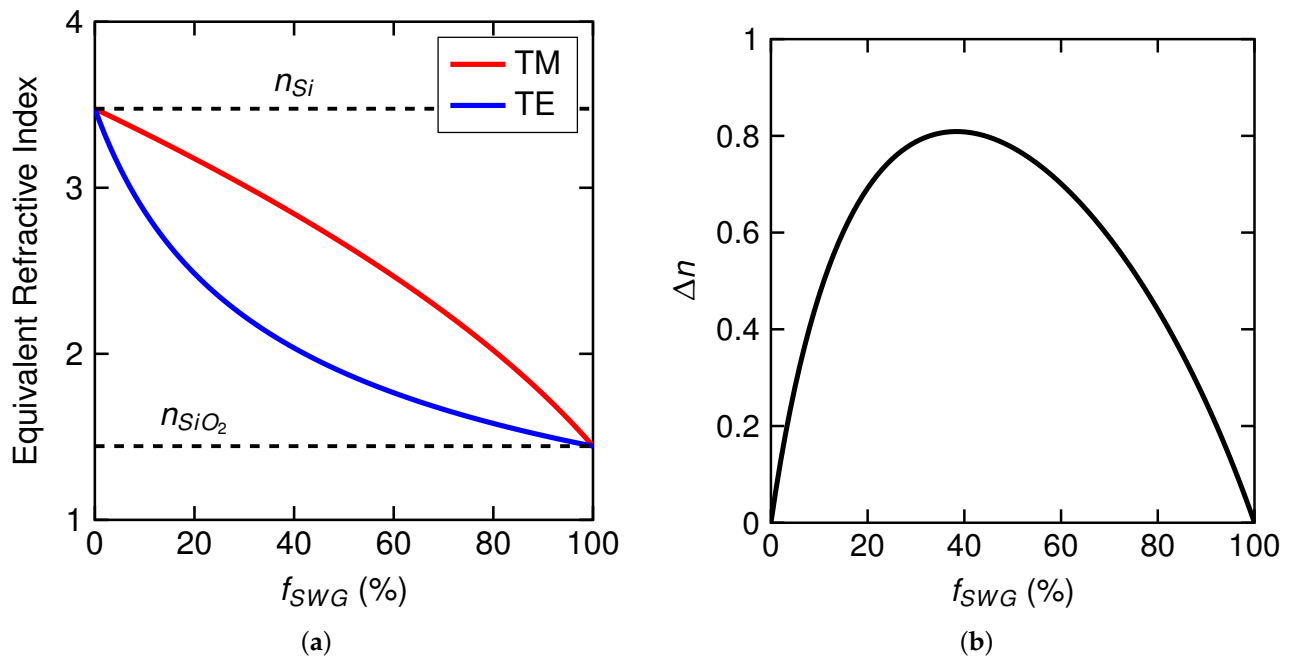 4
3
2
1
Equivalent Refractive Index
n_Si
n_SiO₂
TM
TE
0 20 40 60 80 100
f_SWG (%)
(a)
1
0.8
0.6
0.4
0.2
0
Δn
0 20 40 60 80 100
f_SWG (%)
(b)